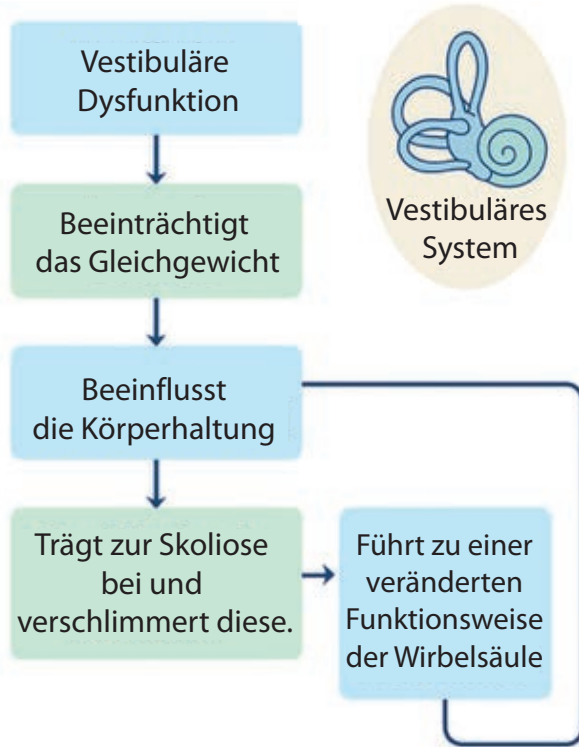 Vestibuläre
Dysfunktion
Beeinträchtigt
das Gleichgewicht
Beeinflusst
die Körperhaltung
Trägt zur Skoliose
bei und
verschlimmert diese.
Führt zu einer
veränderten
Funktionsweise
der Wirbelsäule
Vestibuläres
System